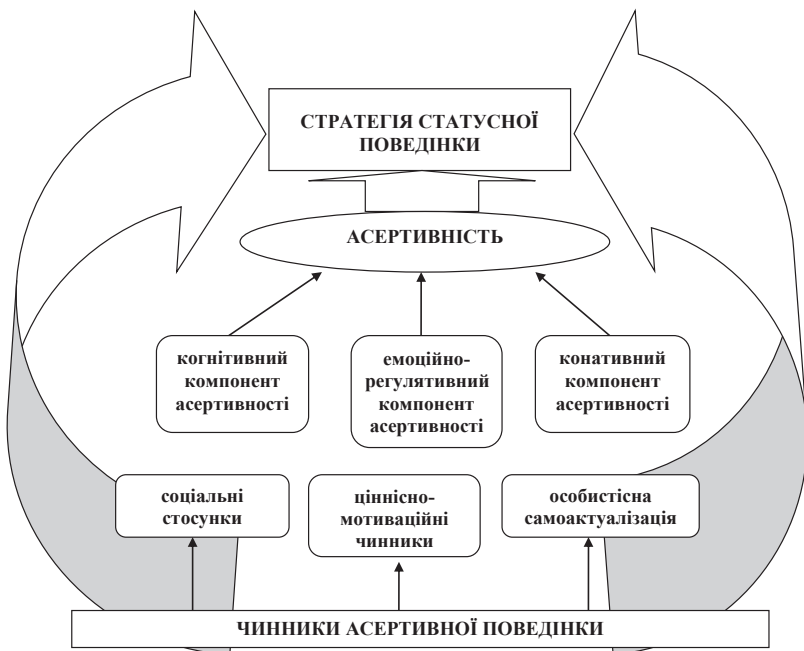 СТРАТЕГІЯ СТАТУСНОЇ
ПОВЕДІНКИ
АСЕРТИВНІСТЬ
когнітивний
компонент
асертивності
емоційно-
регулятивний
компонент
асертивності
конативний
компонент
асертивності
соціальні
стосунки
ціннісно-
мотиваційні
чинники
особистісна
самоактуалізація
ЧИННИКИ АСЕРТИВНОЇ ПОВЕДІНКИ